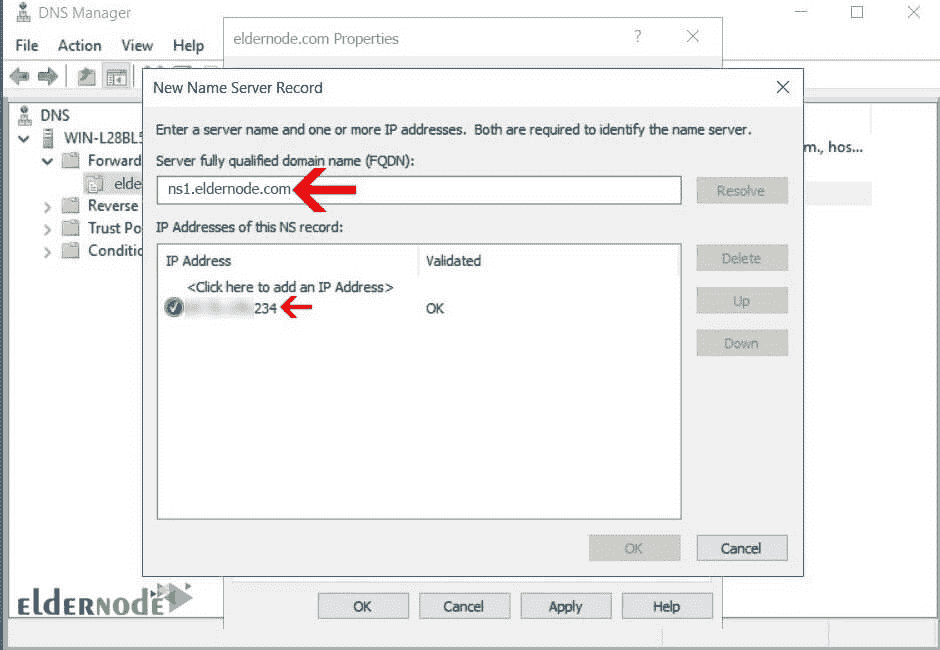 DNS Manager
File Action View Help
eldernode.com Properties
?
New Name Server Record
Enter a server name and one or more IP addresses. Both are required to identify the name server.
Server fully qualified domain name (FQDN):
ns1.eldernode.com
Resolve
IP Addresses of this NS record:
IP Address Validated
<Click here to add an IP Address>
234 OK
Delete
Up
Down
OK Cancel
DNS
WIN-L28BL5
Forward
elde
Reverse
Trust Po
Conditic
m., hos...
OK Cancel Apply Help
eldernode